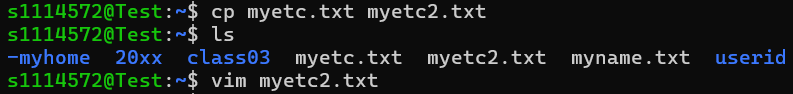 s1114572@Test:~$ cp myetc.txt myetc2.txt
s1114572@Test:~$ ls
-myhome  20xx  class03  myetc.txt  myetc2.txt  myname.txt  userid
s1114572@Test:~$ vim myetc2.txt